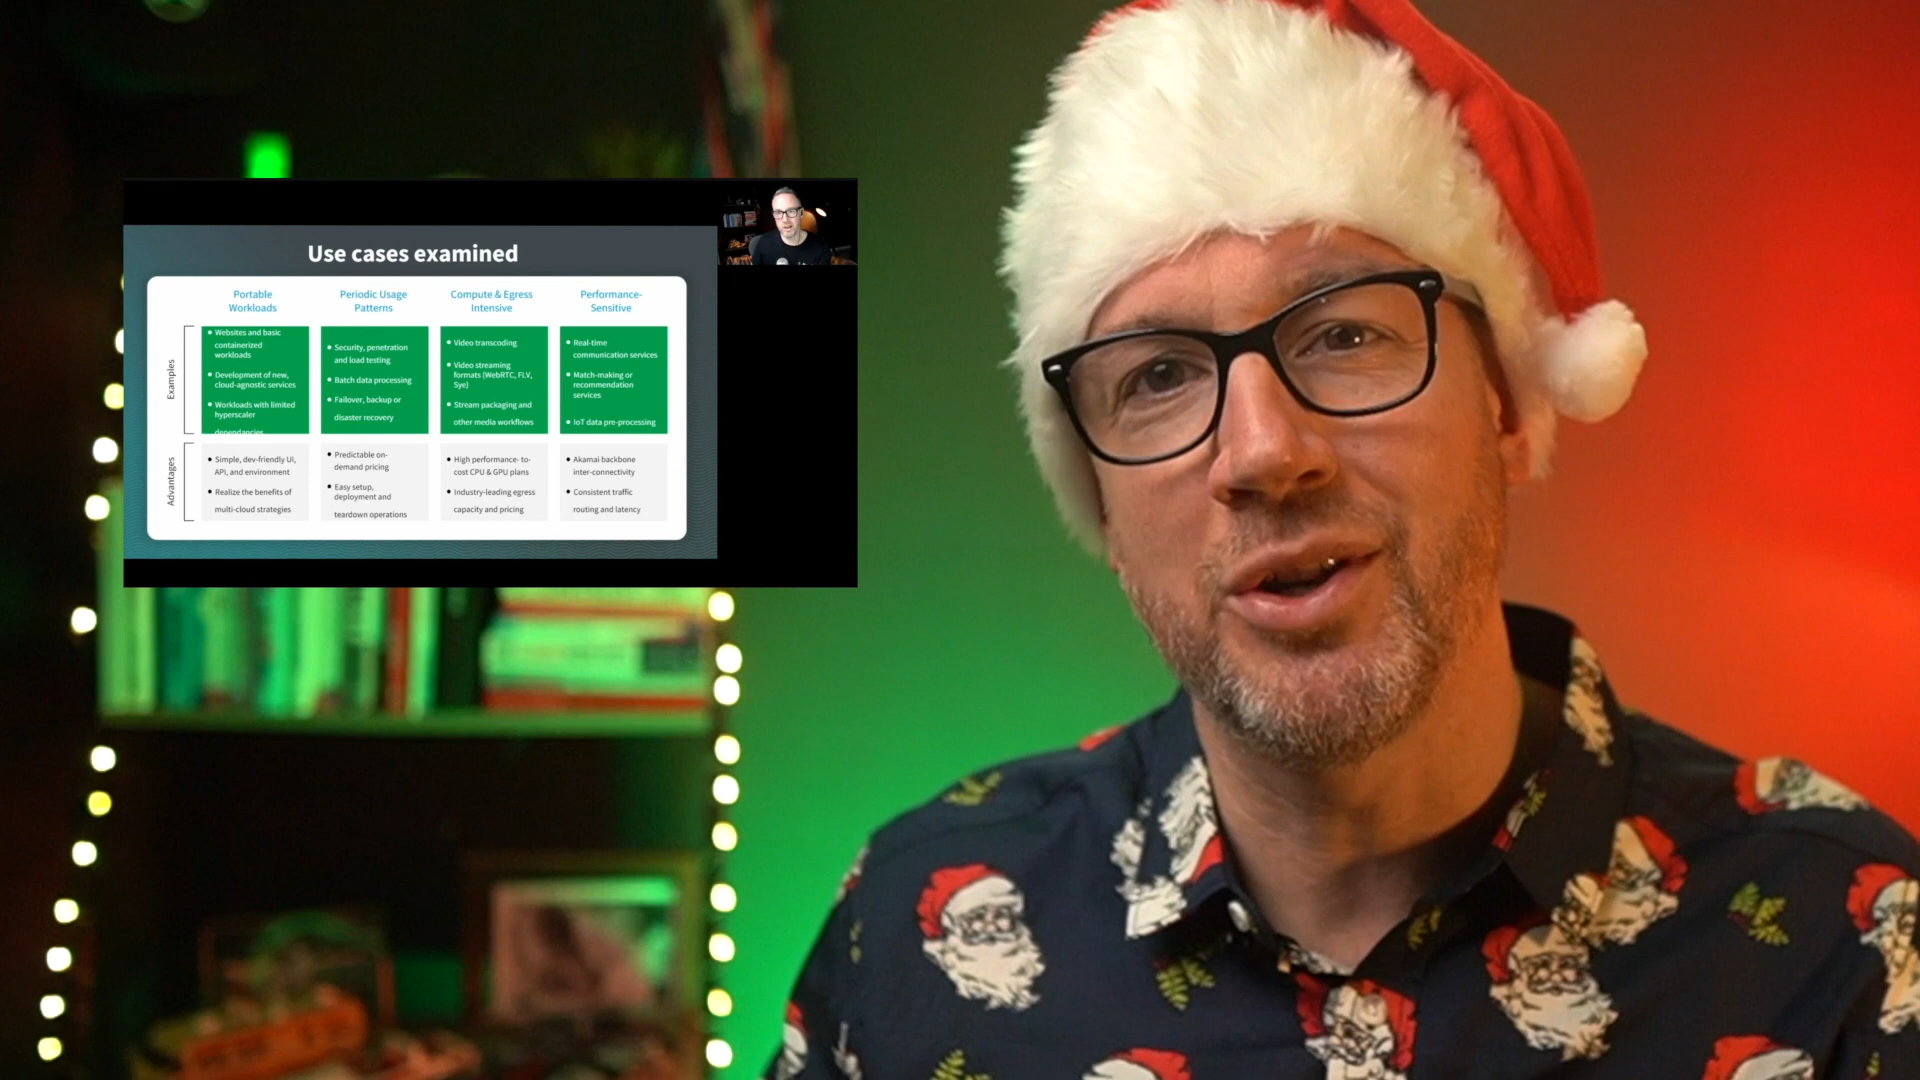 Use cases examined
Portable
Workloads
Periodic Usage
Patterns
Compute & Egress
Intensive
Performance-
Sensitive
Examples
• Websites and basic
containerized
workloads
• Development of new,
cloud-agnostic services
• Workloads with limited
hyperscaler
dependancies
• Security, penetration
and load testing
• Batch data processing
• Failover, backup or
disaster recovery
• Video transcoding
• Video streaming
formats (WebRTC, FLV,
Sye)
• Stream packaging and
other media workflows
• Real-time
communication services
• Match-making or
recommendation
services
• IoT data pre-processing
Advantages
• Simple, dev-friendly UI,
API, and environment
• Realize the benefits of
multi-cloud strategies
• Predictable on-
demand pricing
• Easy setup,
deployment and
teardown operations
• High performance- to-
cost CPU & GPU plans
• Industry-leading egress
capacity and pricing
• Akamai backbone
inter-connectivity
• Consistent traffic
routing and latency